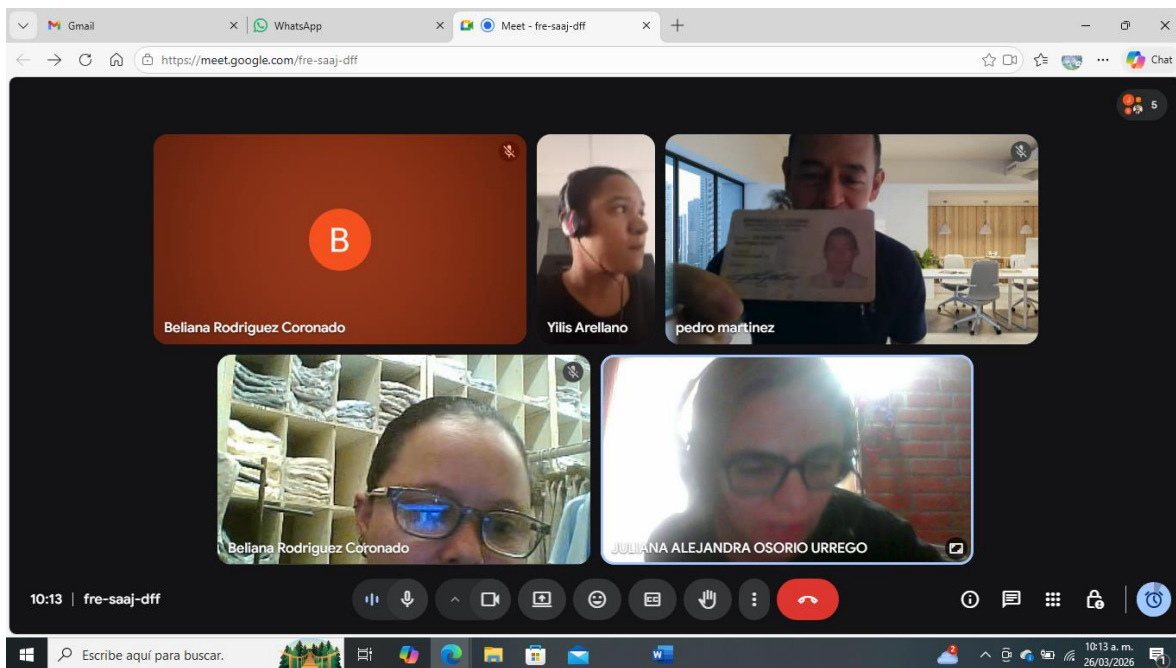 Gmail
WhatsApp
Meet - fre-saaj-dff
https://meet.google.com/fre-saaj-dff
Chat
5
B
Beliana Rodriguez Coronado
Yilis Arellano
pedro martinez
Beliana Rodriguez Coronado
JULIANA ALEJANDRA OSORIO URREGO
10:13 | fre-saaj-dff
Escribe aquí para buscar.
2
10:13 a. m.
26/03/2026